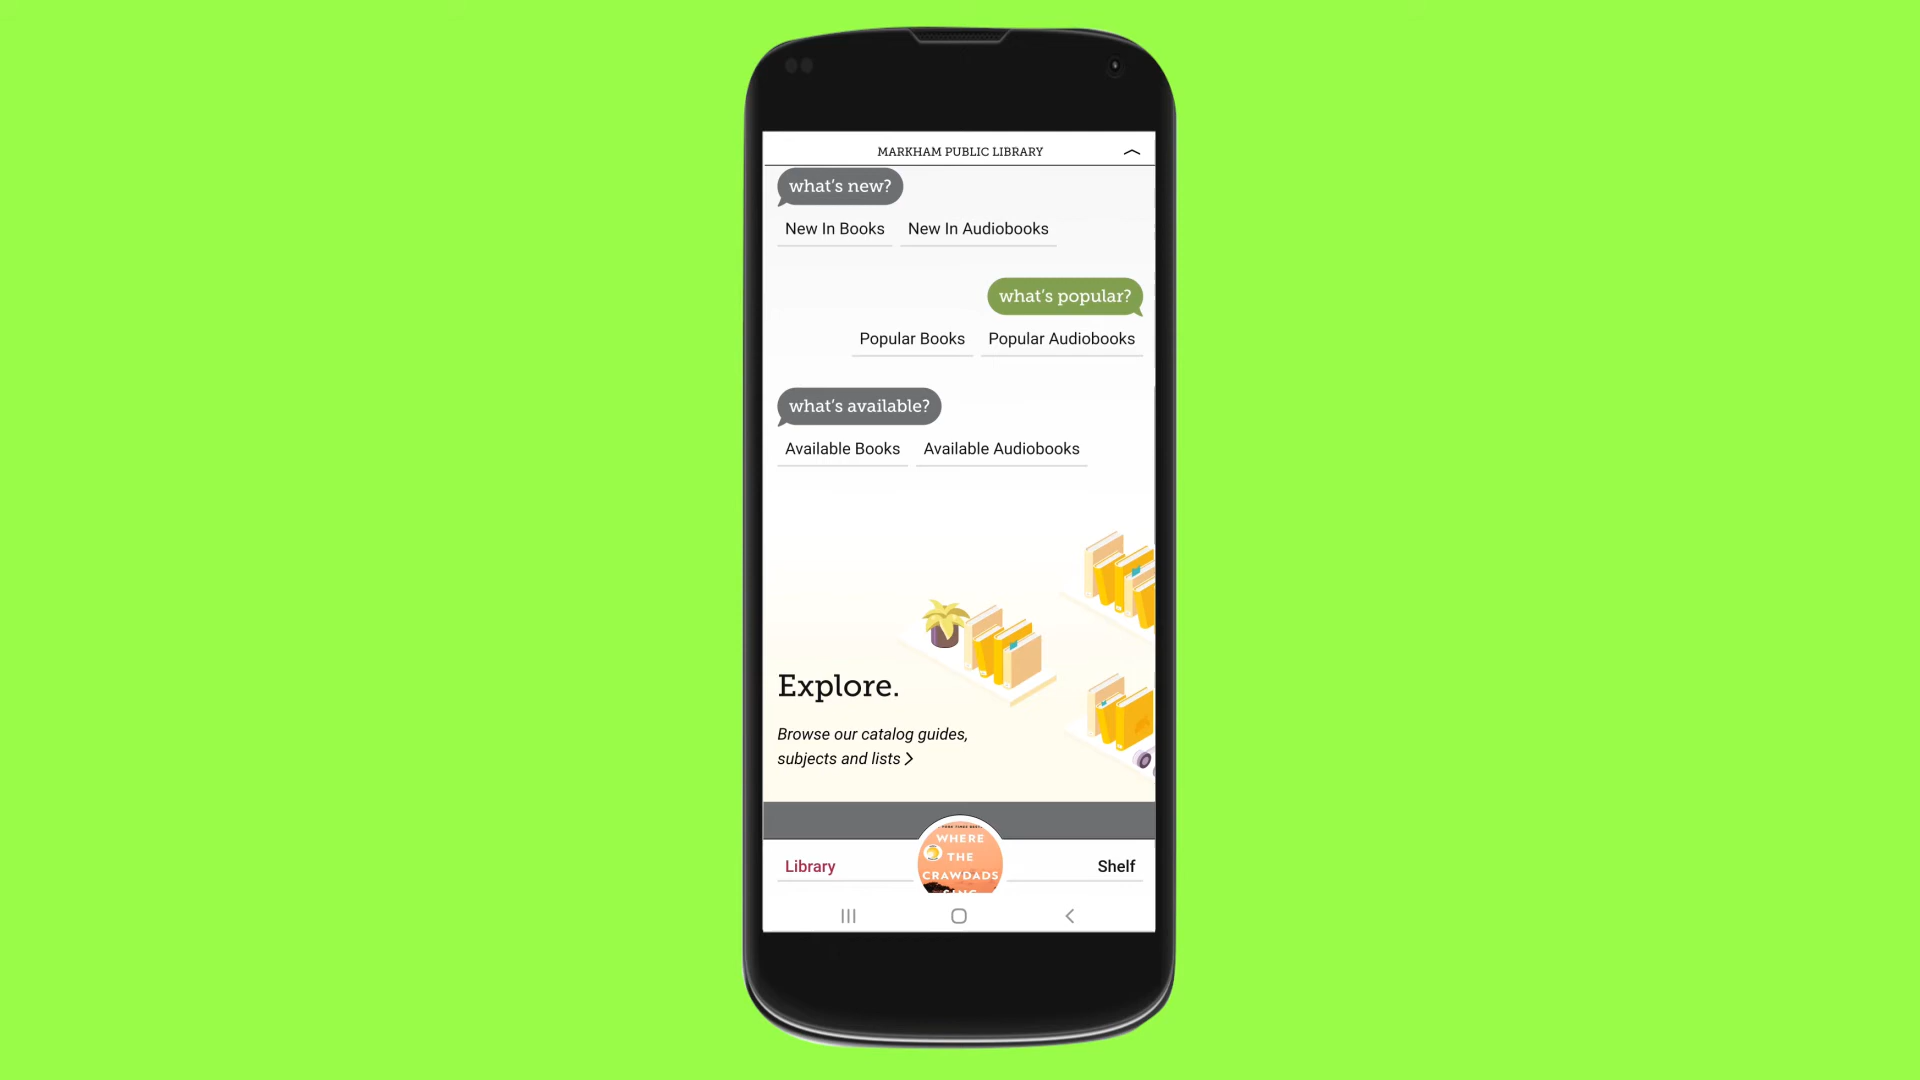 MARKHAM PUBLIC LIBRARY
what's new?
New In Books New In Audiobooks
what's popular?
Popular Books Popular Audiobooks
what's available?
Available Books Available Audiobooks
Explore.
Browse our catalog guides,
subjects and lists
WHERE
THE
CRAWDADS
SING
Library
Shelf